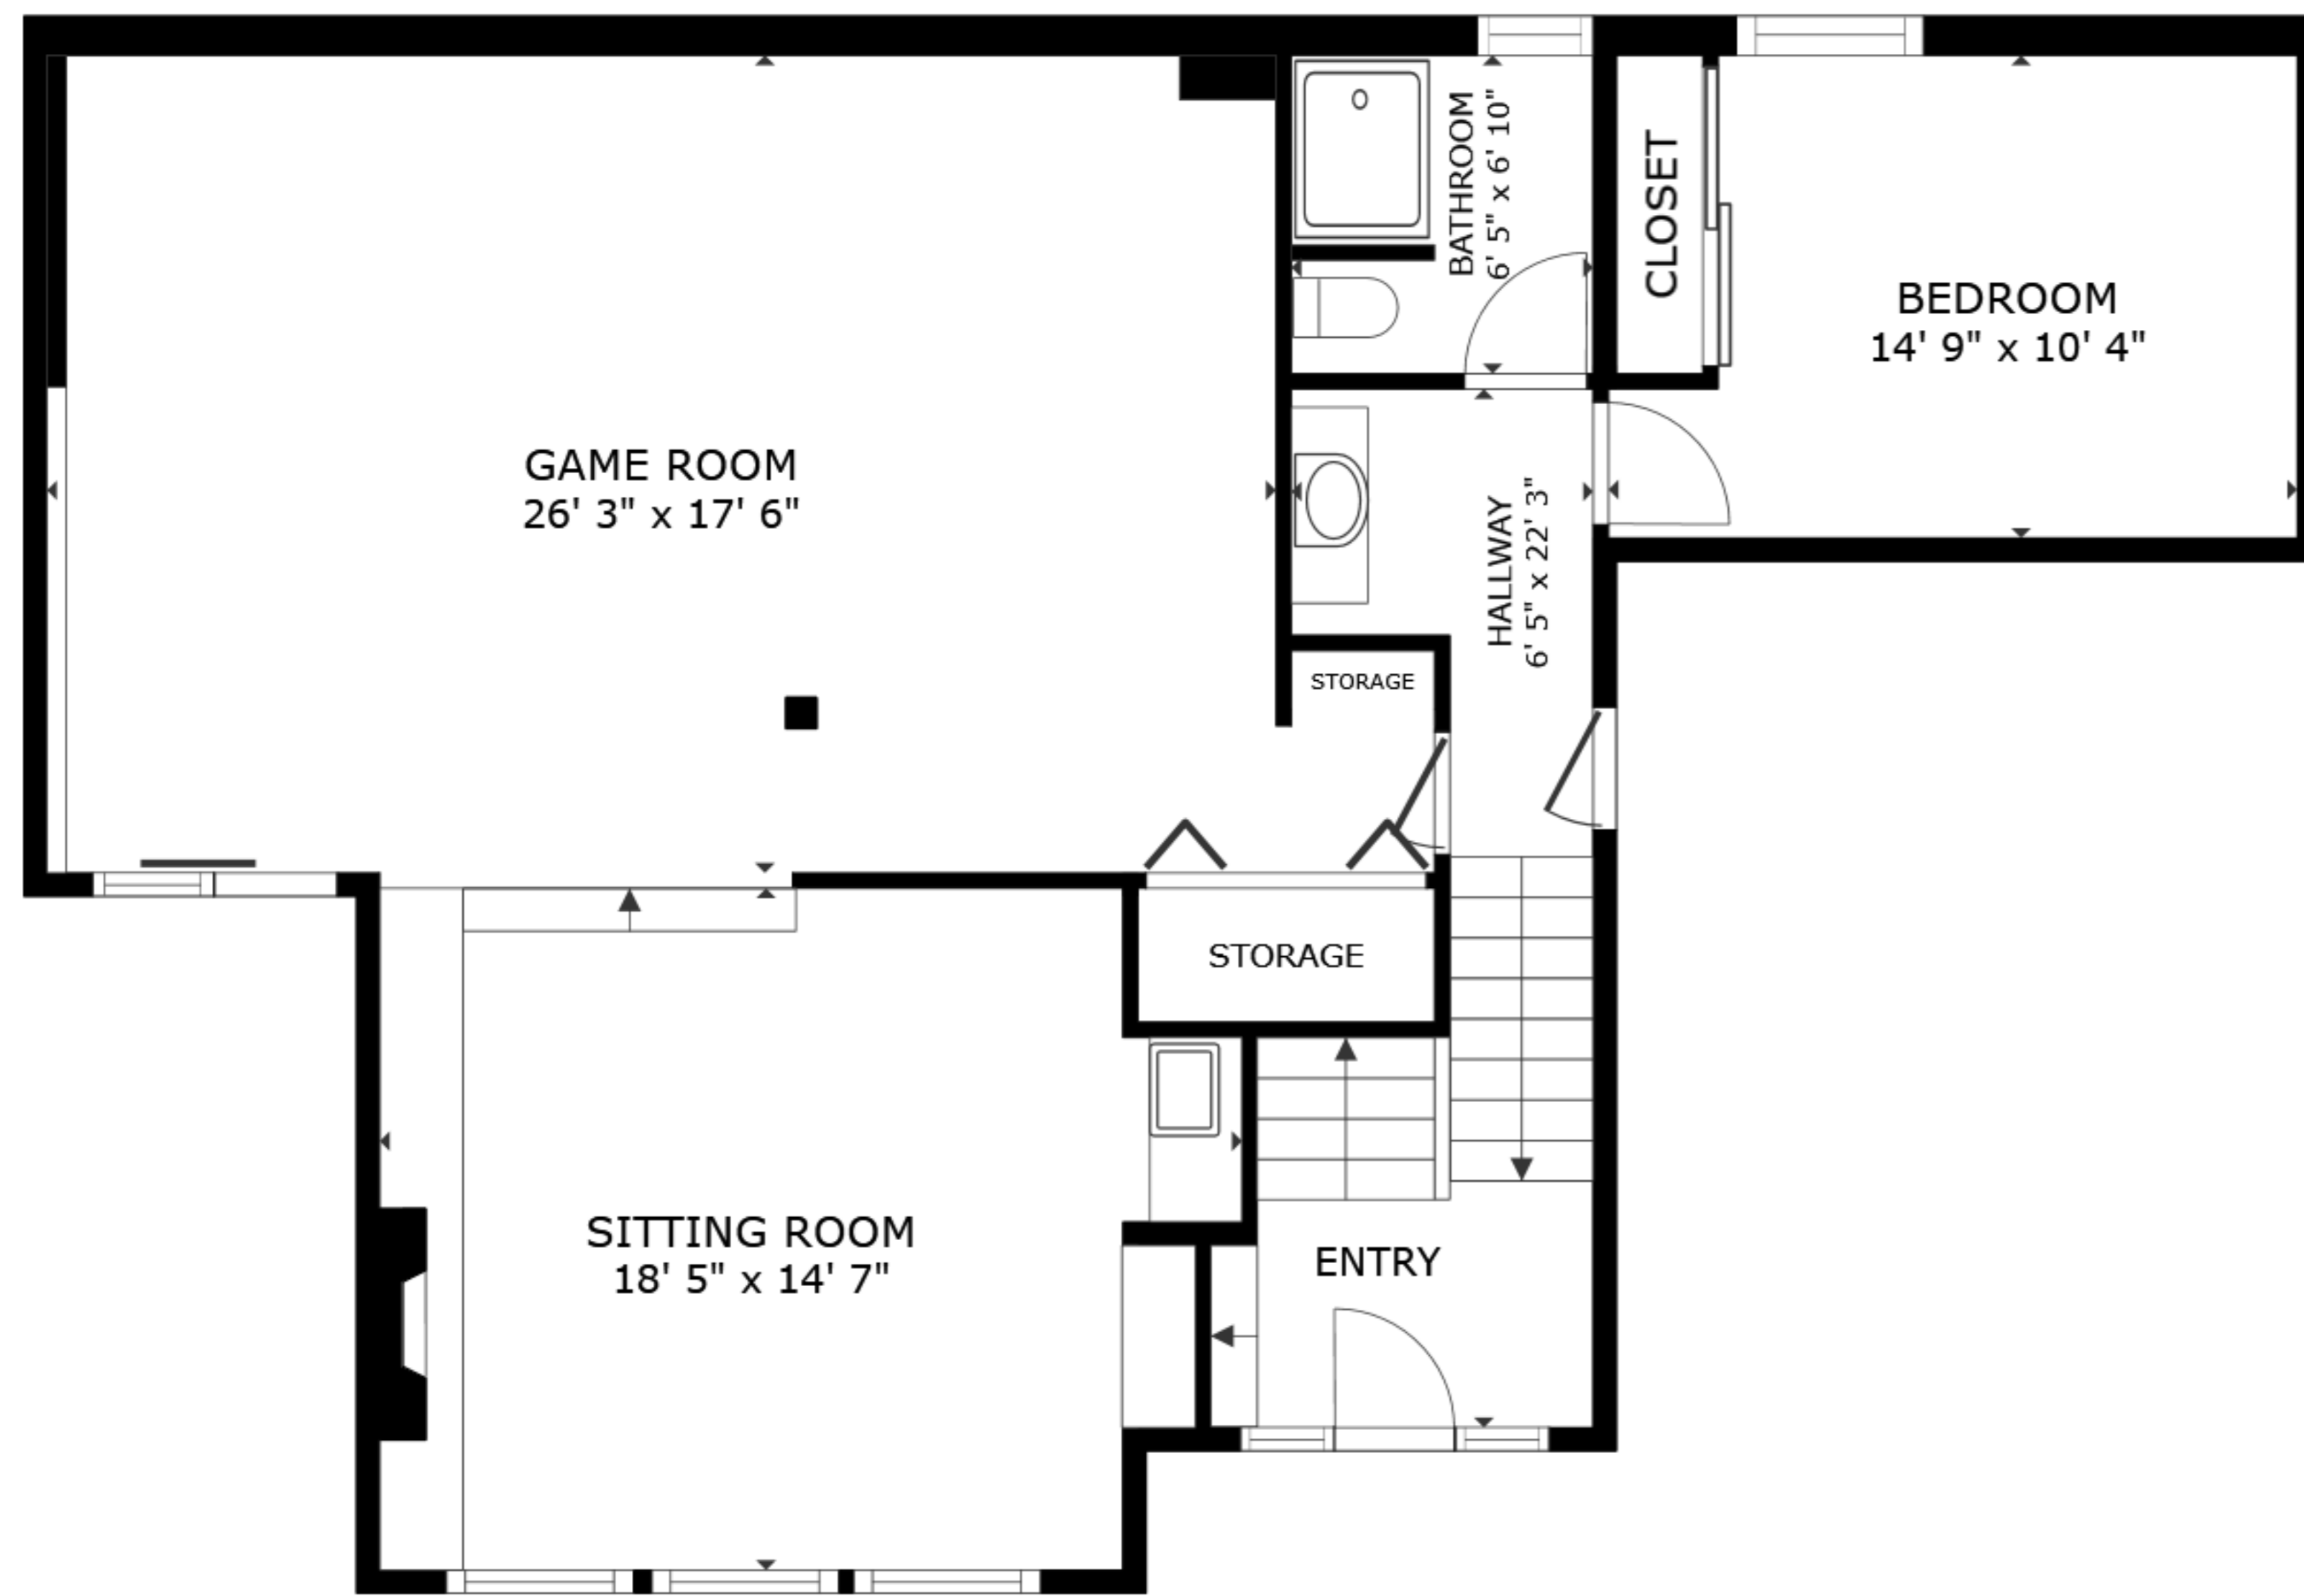 BATHROOM
6' 5" x 6' 10"
CLOSET
BEDROOM
14' 9" x 10' 4"
GAME ROOM
26' 3" x 17' 6"
HALLWAY
6' 5" x 22' 3"
STORAGE
STORAGE
SITTING ROOM
18' 5" x 14' 7"
ENTRY